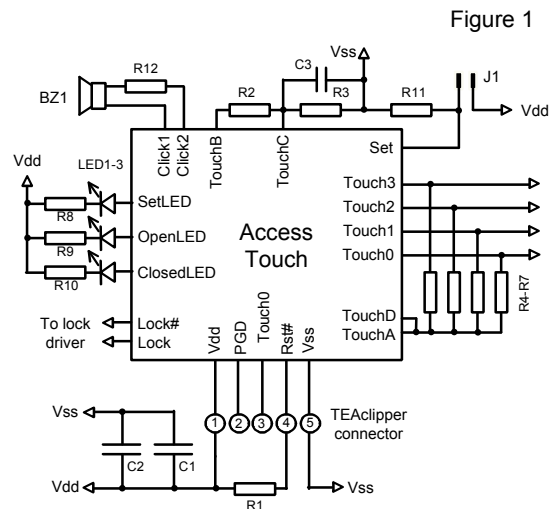 Figure 1
Vss
C3
R12
J1
BZ1
R2
R3
R11
Vdd
Click1
Click2
TouchB
TouchC
Set
Vdd
LED1-3
Touch3
SetLED
R8
Touch2
OpenLED
Access
Touch
Touch1
R9
Touch0
ClosedLED
R10
R4-R7
TouchD
To lock
driver
Lock#
Lock
TouchA
Vdd
PGD
Touch0
Rst#
Vss
1
2
3
4
5
TEAclipper
connector
Vss
C2
C1
Vdd
R1
Vss